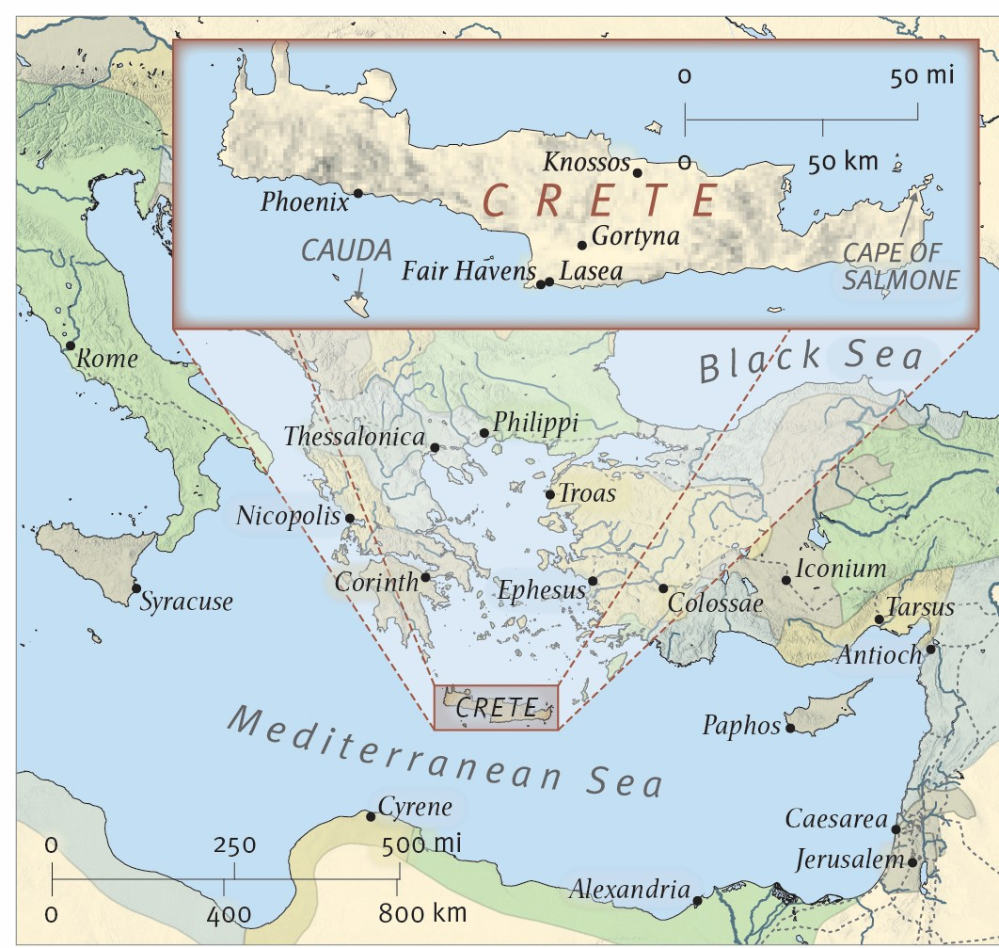 0 50 mi
0 50 km
Knossos
CRETE
Phoenix
Gortyna
CAUDA
Fair Havens
Lasea
CAPE OF
SALMONE
Rome
Black Sea
Philippi
Thessalonica
Troas
Nicopolis
Iconium
Corinth
Ephesus
Syracuse
Colossae
Tarsus
Antioch
CRETE
Paphos
Mediterranean Sea
Cyrene
Caesarea
0 250 500 mi
Jerusalem
Alexandria
0 400 800 km